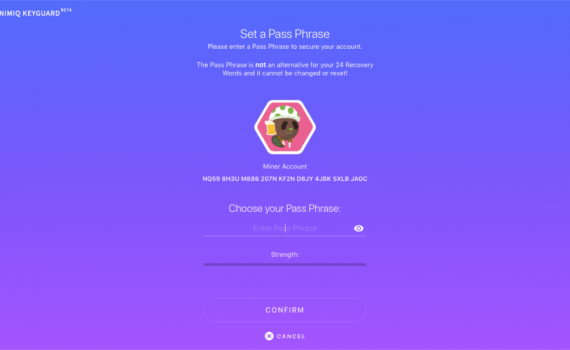 NIMIQ KEYGUARD BETA
Set a Pass Phrase
Please enter a Pass Phrase to secure your account.
The Pass Phrase is not an alternative for your 24 Recovery
Words and it cannot be changed or reset!
Miner Account
NQ59 8H3U M886 207N KF2N D8JY 4JBK SXLB JAGC
Choose your Pass Phrase:
Enter Pass Phrase
Strength:
CONFIRM
CANCEL